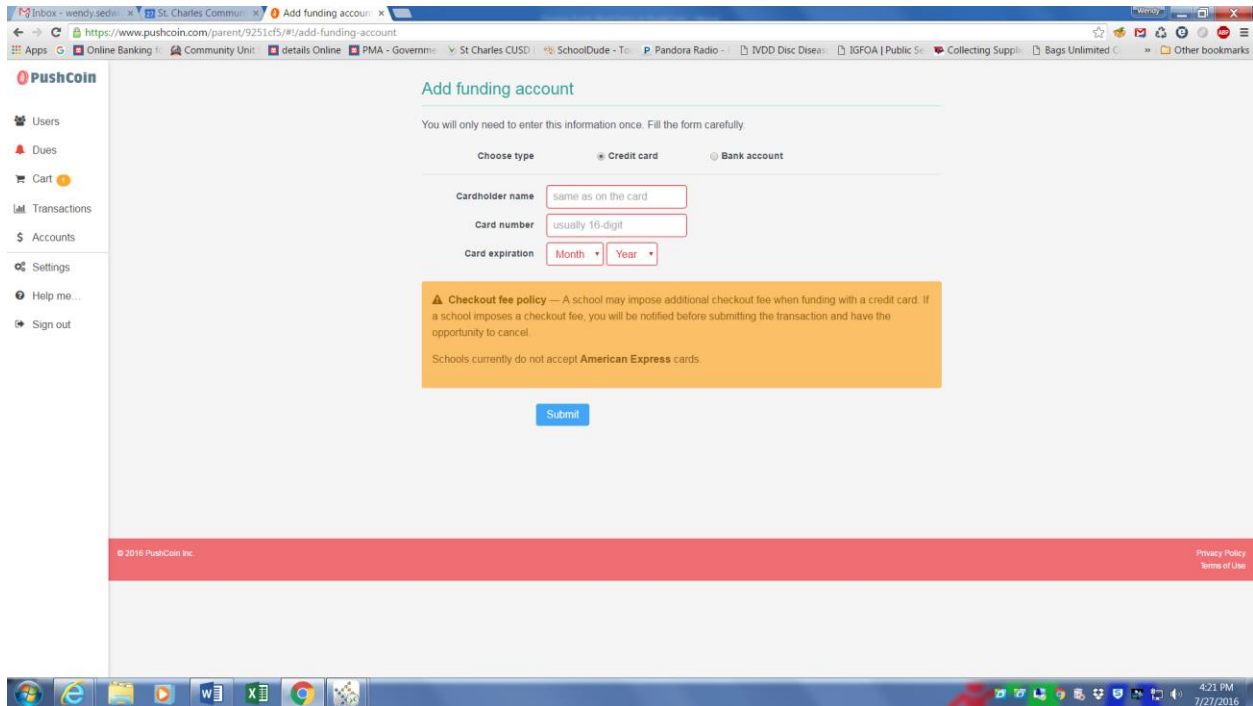 Inbox - wendy.sedw
St. Charles Commun
Add funding accoun
Wendy
https://www.pushcoin.com/parent/9251cf5/#!/add-funding-account
Apps G Online Banking f Community Unit details Online PMA - Governme St Charles CUSD SchoolDude - To Pandora Radio - IVDD Disc Diseas IGFOA | Public Se Collecting Suppli Bags Unlimited C » Other bookmarks
PushCoin
Users
Dues
Cart 1
Transactions
$ Accounts
Settings
Help me...
Sign out
Add funding account
You will only need to enter this information once. Fill the form carefully.
Choose type Credit card Bank account
Cardholder name same as on the card
Card number usually 16-digit
Card expiration Month Year
Checkout fee policy — A school may impose additional checkout fee when funding with a credit card. If
a school imposes a checkout fee, you will be notified before submitting the transaction and have the
opportunity to cancel.
Schools currently do not accept American Express cards.
Submit
© 2016 PushCoin Inc.
Privacy Policy
Terms of Use
4:21 PM
7/27/2016